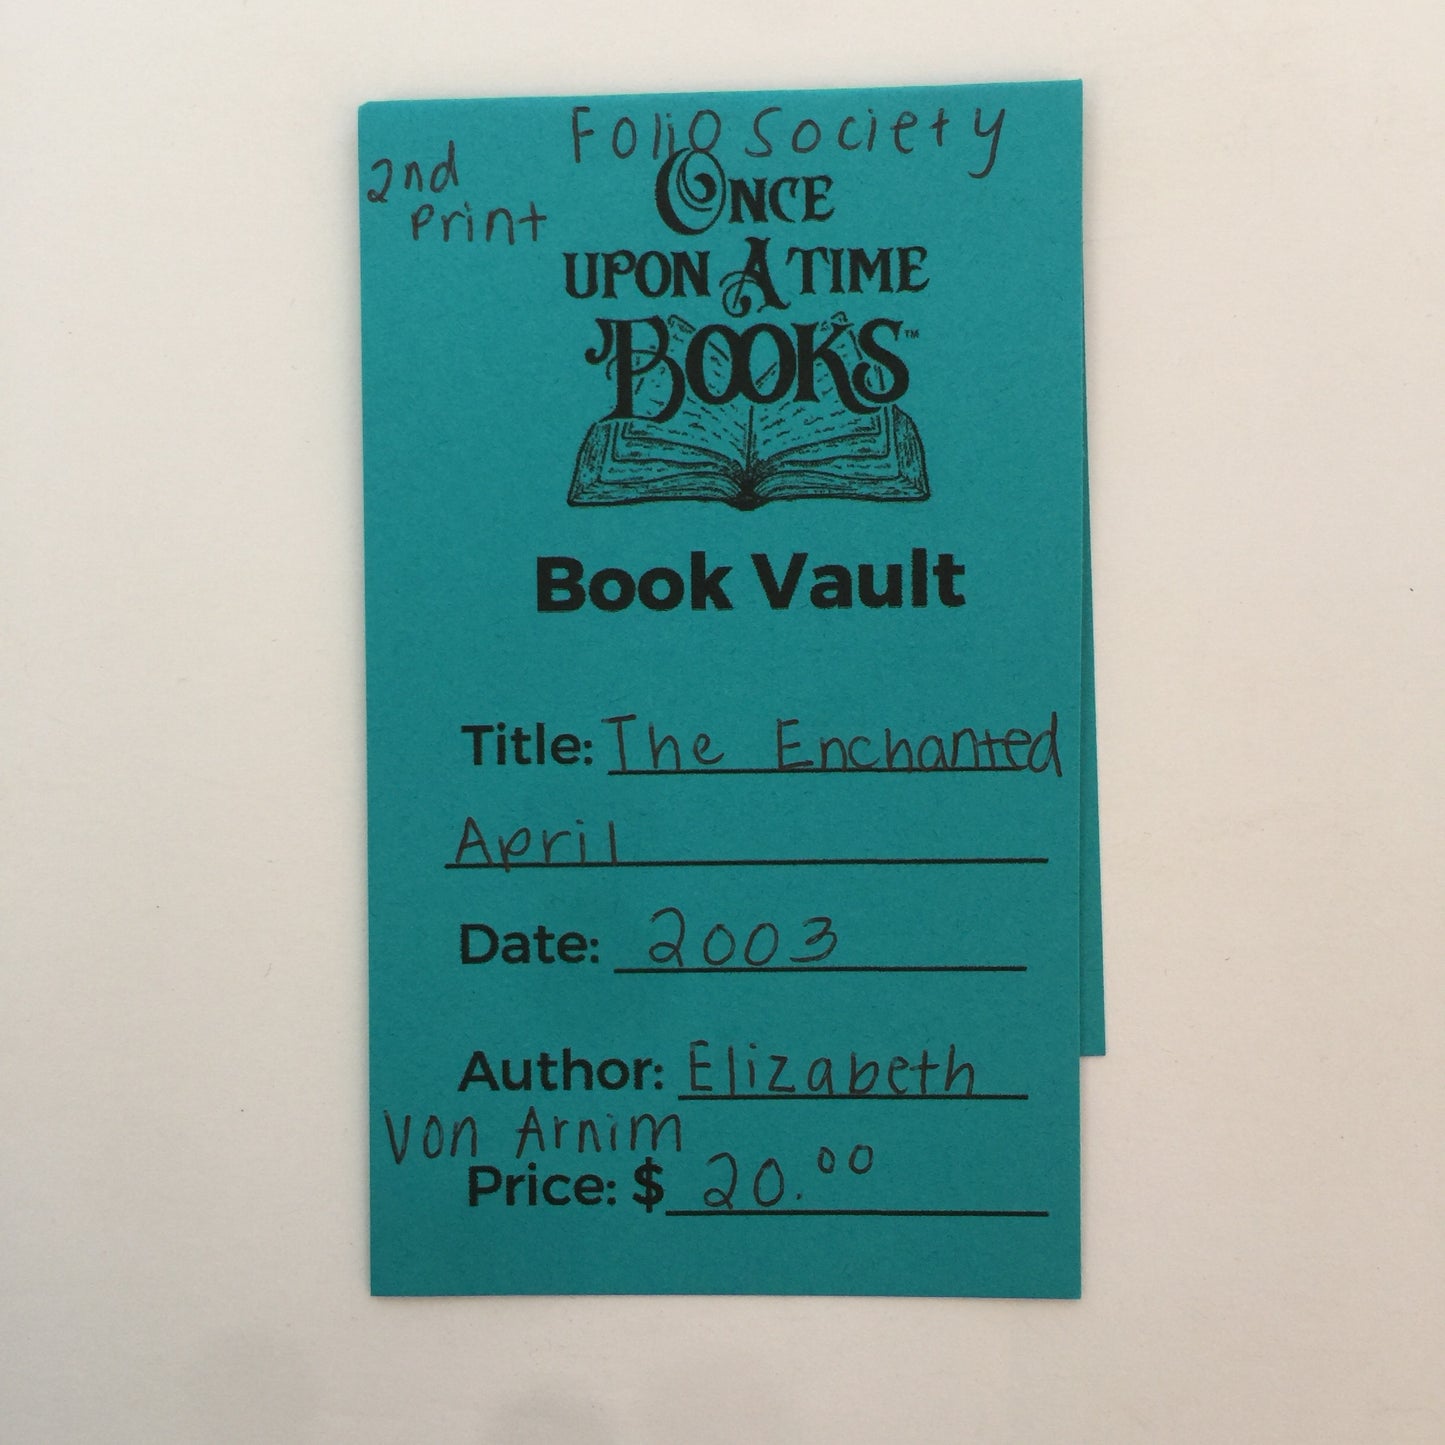 Folio Society
2nd
Print
ONCE
UPON A TIME
BOOKS™
Book Vault
Title: The Enchanted
April
Date: 2003
Author: Elizabeth
Von Arnim
Price: $ 20.00